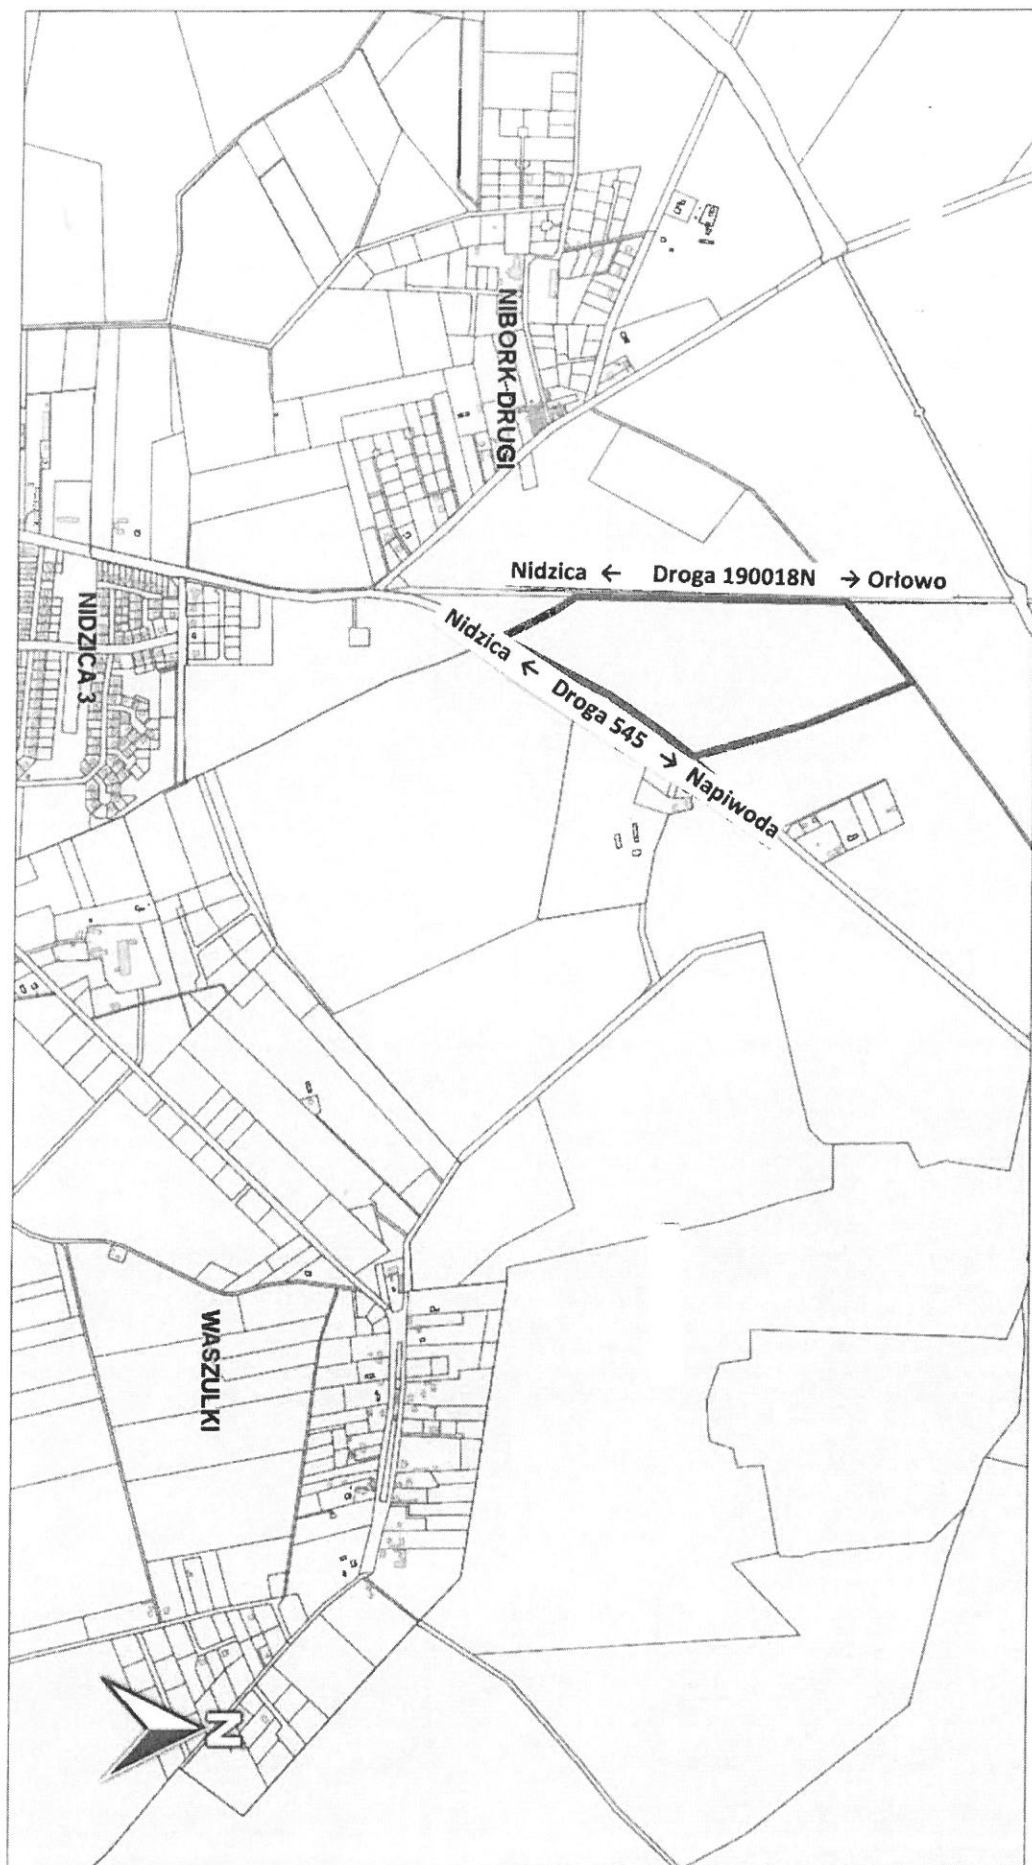 NIBORK-DRUGI
Nidzica ← Droga 190018N → Orłowo
Nidzica ← Droga 545 → Napiwoda
NIDZICA 3
WASZULKI
N